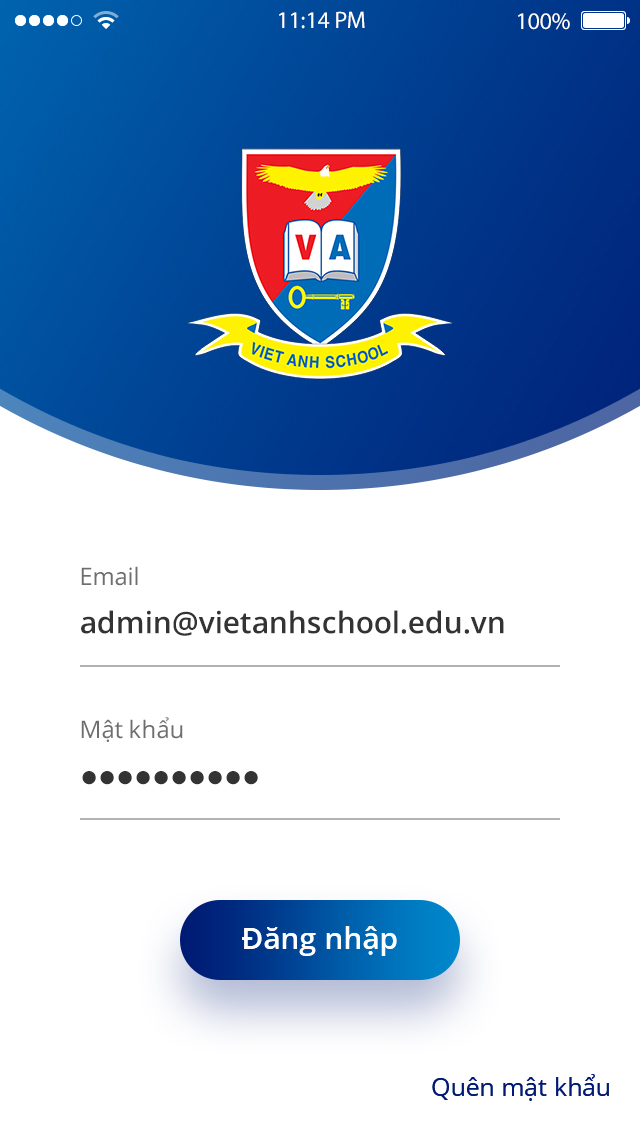 11:14 PM
100%
V A
VIET ANH SCHOOL
Email
admin@vietanhschool.edu.vn
Mật khẩu
••••••••••
Đăng nhập
Quên mật khẩu